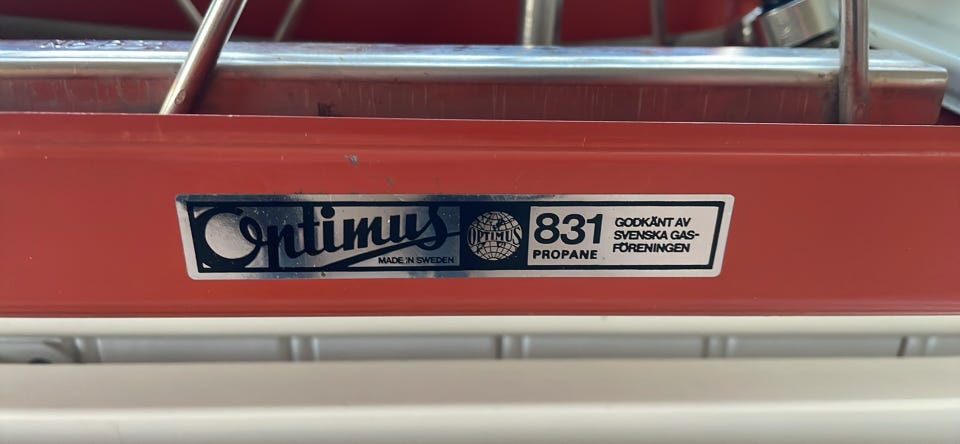 Optimus
MADE IN SWEDEN
OPTIMUS
831
PROPANE
GODKÄNT AV
SVENSKA GAS-
FÖRENINGEN